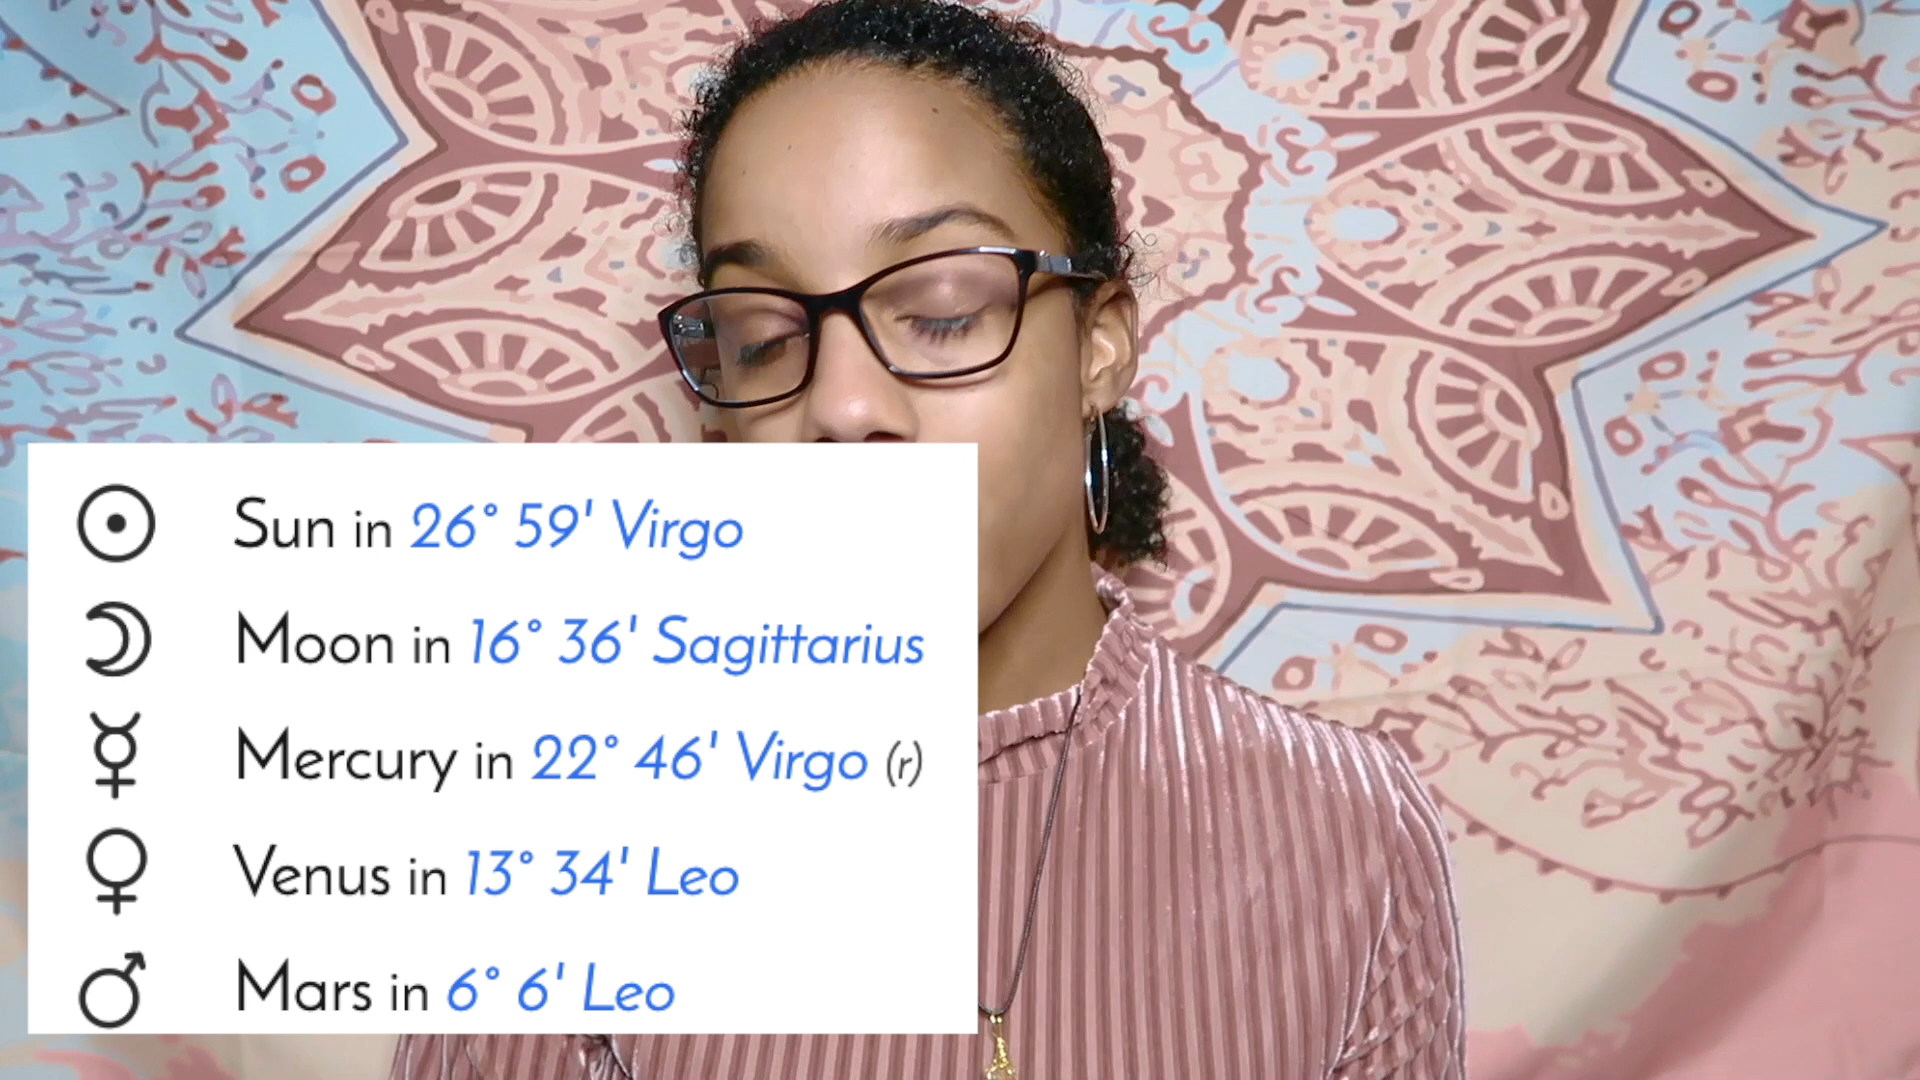 Sun in 26° 59' Virgo
Moon in 16° 36' Sagittarius
Mercury in 22° 46' Virgo (r)
Venus in 13° 34' Leo
Mars in 6° 6' Leo